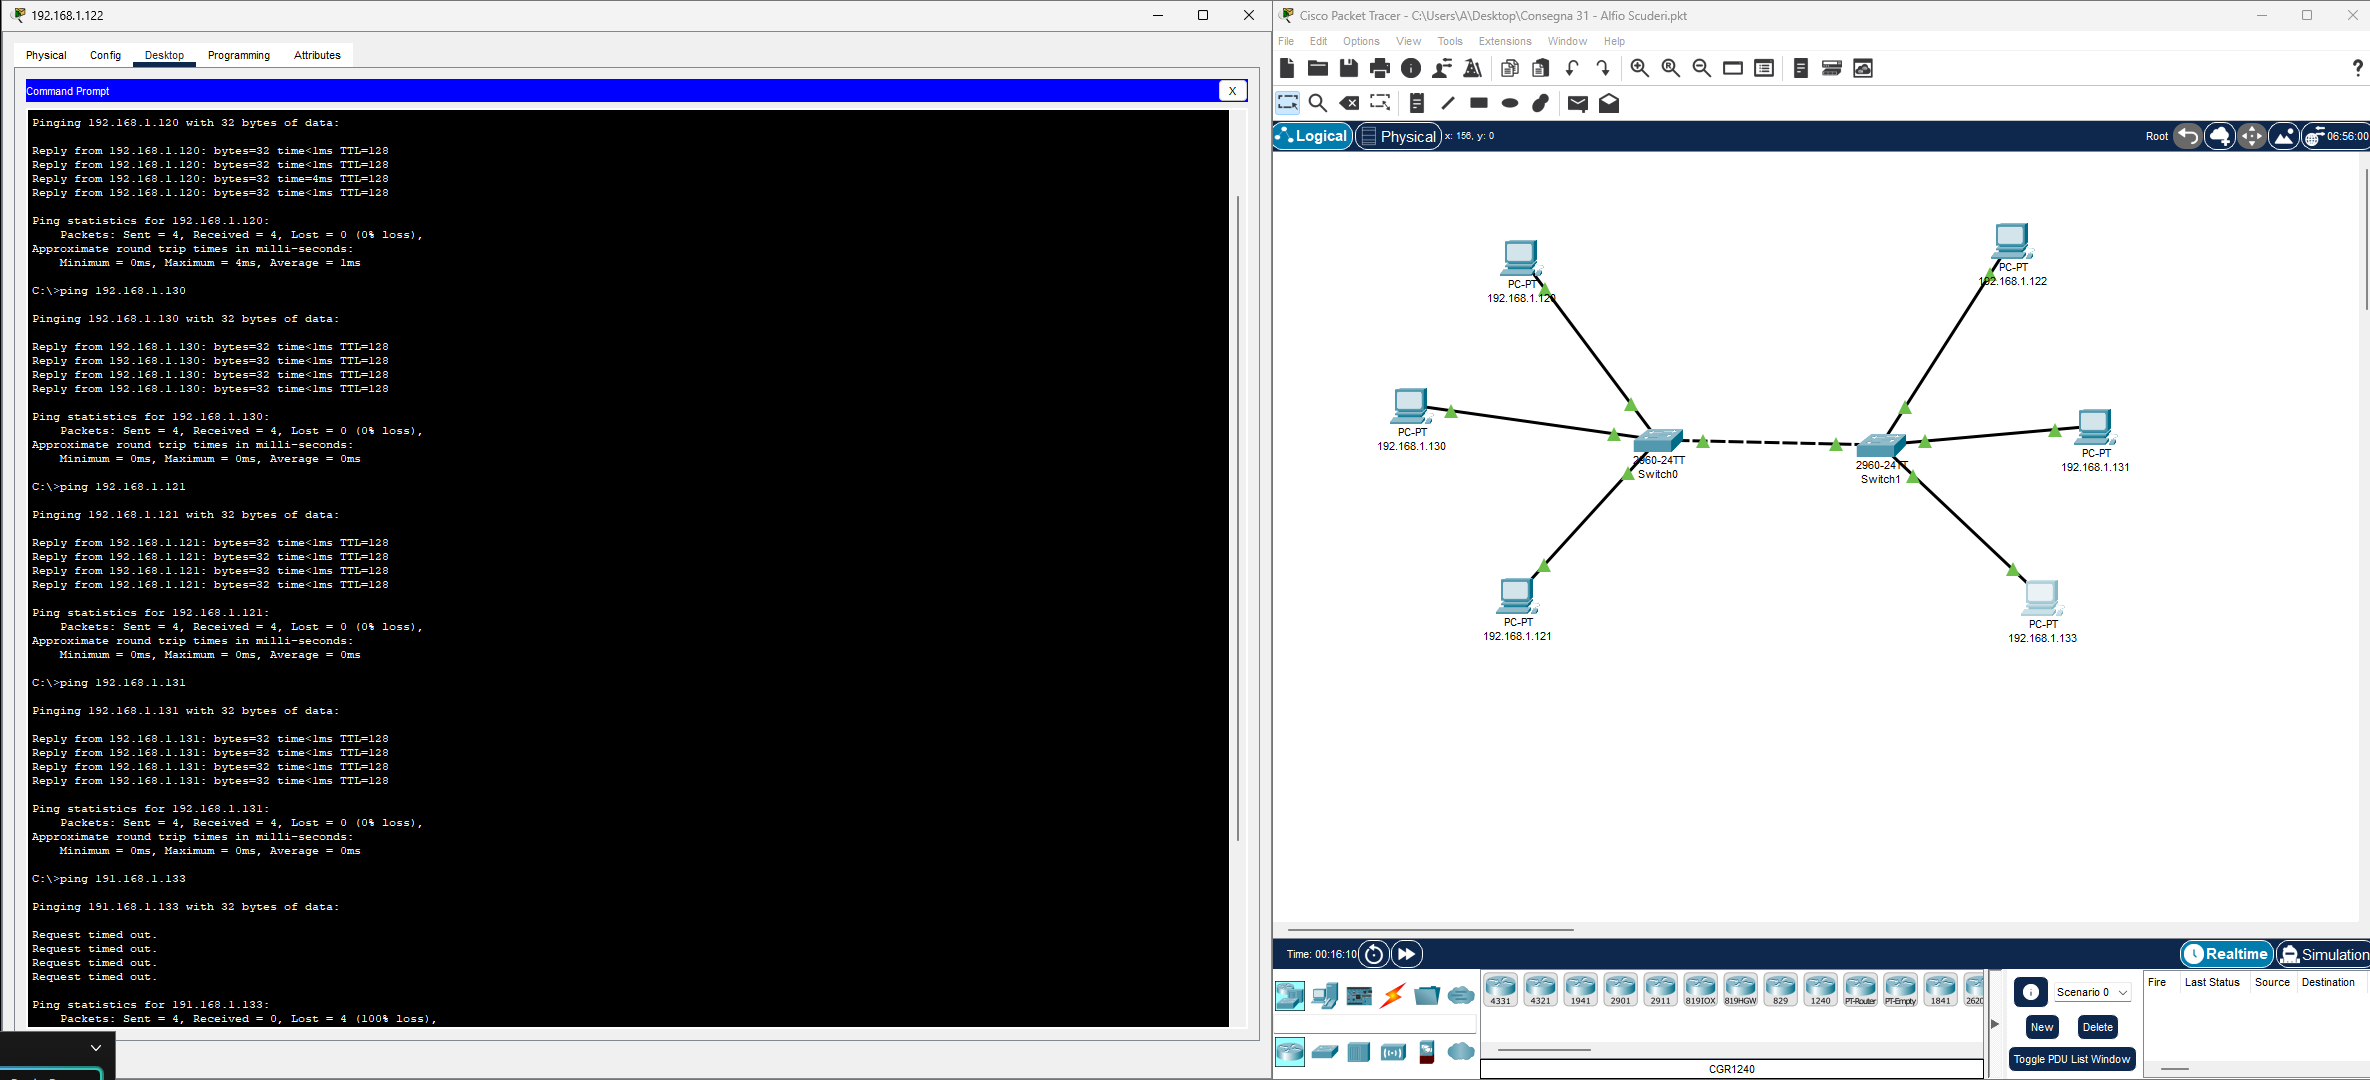 192.168.1.122
Physical Config Desktop Programming Attributes
Command Prompt X
Pinging 192.168.1.120 with 32 bytes of data:
Reply from 192.168.1.120: bytes=32 time<1ms TTL=128
Reply from 192.168.1.120: bytes=32 time<1ms TTL=128
Reply from 192.168.1.120: bytes=32 time=4ms TTL=128
Reply from 192.168.1.120: bytes=32 time<1ms TTL=128
Ping statistics for 192.168.1.120:
Packets: Sent = 4, Received = 4, Lost = 0 (0% loss),
Approximate round trip times in milli-seconds:
Minimum = 0ms, Maximum = 4ms, Average = 1ms
C:\>ping 192.168.1.130
Pinging 192.168.1.130 with 32 bytes of data:
Reply from 192.168.1.130: bytes=32 time<1ms TTL=128
Reply from 192.168.1.130: bytes=32 time<1ms TTL=128
Reply from 192.168.1.130: bytes=32 time<1ms TTL=128
Reply from 192.168.1.130: bytes=32 time<1ms TTL=128
Ping statistics for 192.168.1.130:
Packets: Sent = 4, Received = 4, Lost = 0 (0% loss),
Approximate round trip times in milli-seconds:
Minimum = 0ms, Maximum = 0ms, Average = 0ms
C:\>ping 192.168.1.121
Pinging 192.168.1.121 with 32 bytes of data:
Reply from 192.168.1.121: bytes=32 time<1ms TTL=128
Reply from 192.168.1.121: bytes=32 time<1ms TTL=128
Reply from 192.168.1.121: bytes=32 time<1ms TTL=128
Reply from 192.168.1.121: bytes=32 time<1ms TTL=128
Ping statistics for 192.168.1.121:
Packets: Sent = 4, Received = 4, Lost = 0 (0% loss),
Approximate round trip times in milli-seconds:
Minimum = 0ms, Maximum = 0ms, Average = 0ms
C:\>ping 192.168.1.131
Pinging 192.168.1.131 with 32 bytes of data:
Reply from 192.168.1.131: bytes=32 time<1ms TTL=128
Reply from 192.168.1.131: bytes=32 time<1ms TTL=128
Reply from 192.168.1.131: bytes=32 time<1ms TTL=128
Reply from 192.168.1.131: bytes=32 time<1ms TTL=128
Ping statistics for 192.168.1.131:
Packets: Sent = 4, Received = 4, Lost = 0 (0% loss),
Approximate round trip times in milli-seconds:
Minimum = 0ms, Maximum = 0ms, Average = 0ms
C:\>ping 191.168.1.133
Pinging 191.168.1.133 with 32 bytes of data:
Request timed out.
Request timed out.
Request timed out.
Request timed out.
Ping statistics for 191.168.1.133:
Packets: Sent = 4, Received = 0, Lost = 4 (100% loss),
Cisco Packet Tracer - C:\Users\A\Desktop\Consegna 31 - Alfio Scuderi.pkt
File Edit Options View Tools Extensions Window Help
?
Logical Physical x: 156, y: 0 Root 06:56:00
PC-PT
192.168.1.120
PC-PT
192.168.1.122
PC-PT
192.168.1.130
PC-PT
192.168.1.131
2960-24TT
Switch0
2960-24TT
Switch1
PC-PT
192.168.1.121
PC-PT
192.168.1.133
Time: 00:16:10 Realtime Simulation
4331 4321 1941 2901 2911 819IOX 819HGW 829 1240 PT-Router PT-Empty 1841 2620
CGR1240
Scenario 0
New Delete
Toggle PDU List Window
Fire Last Status Source Destination